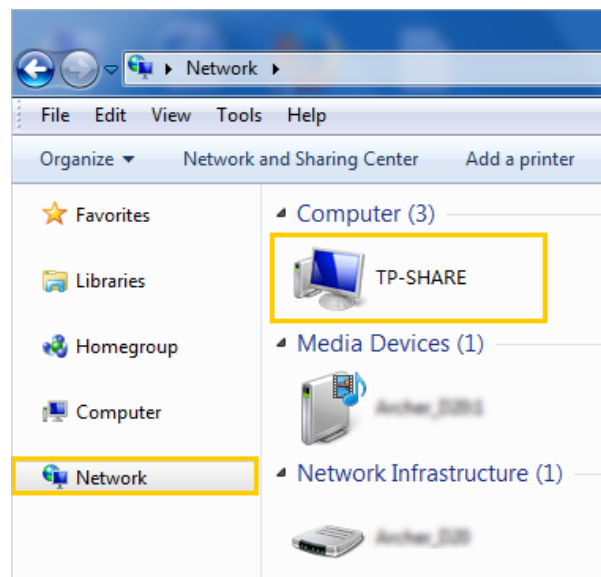 Network
File Edit View Tools Help
Organize Network and Sharing Center Add a printer
Favorites
Libraries
Homegroup
Computer
Network
Computer (3)
TP-SHARE
Media Devices (1)
Network Infrastructure (1)